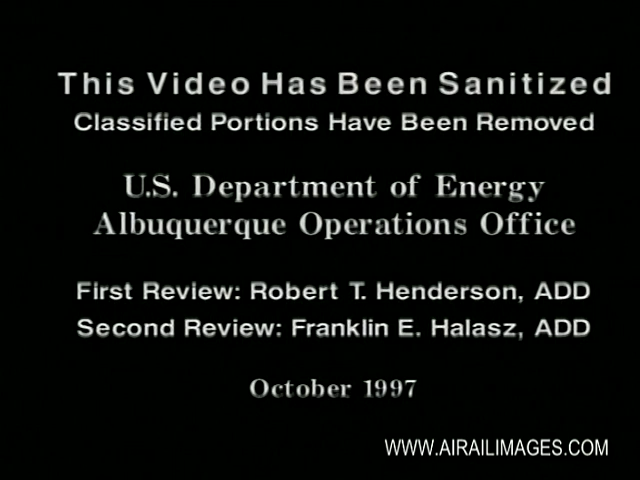 This Video Has Been Sanitized
Classified Portions Have Been Removed
U.S. Department of Energy
Albuquerque Operations Office
First Review: Robert T. Henderson, ADD
Second Review: Franklin E. Halasz, ADD
October 1997
WWW.AIRAILIMAGES.COM